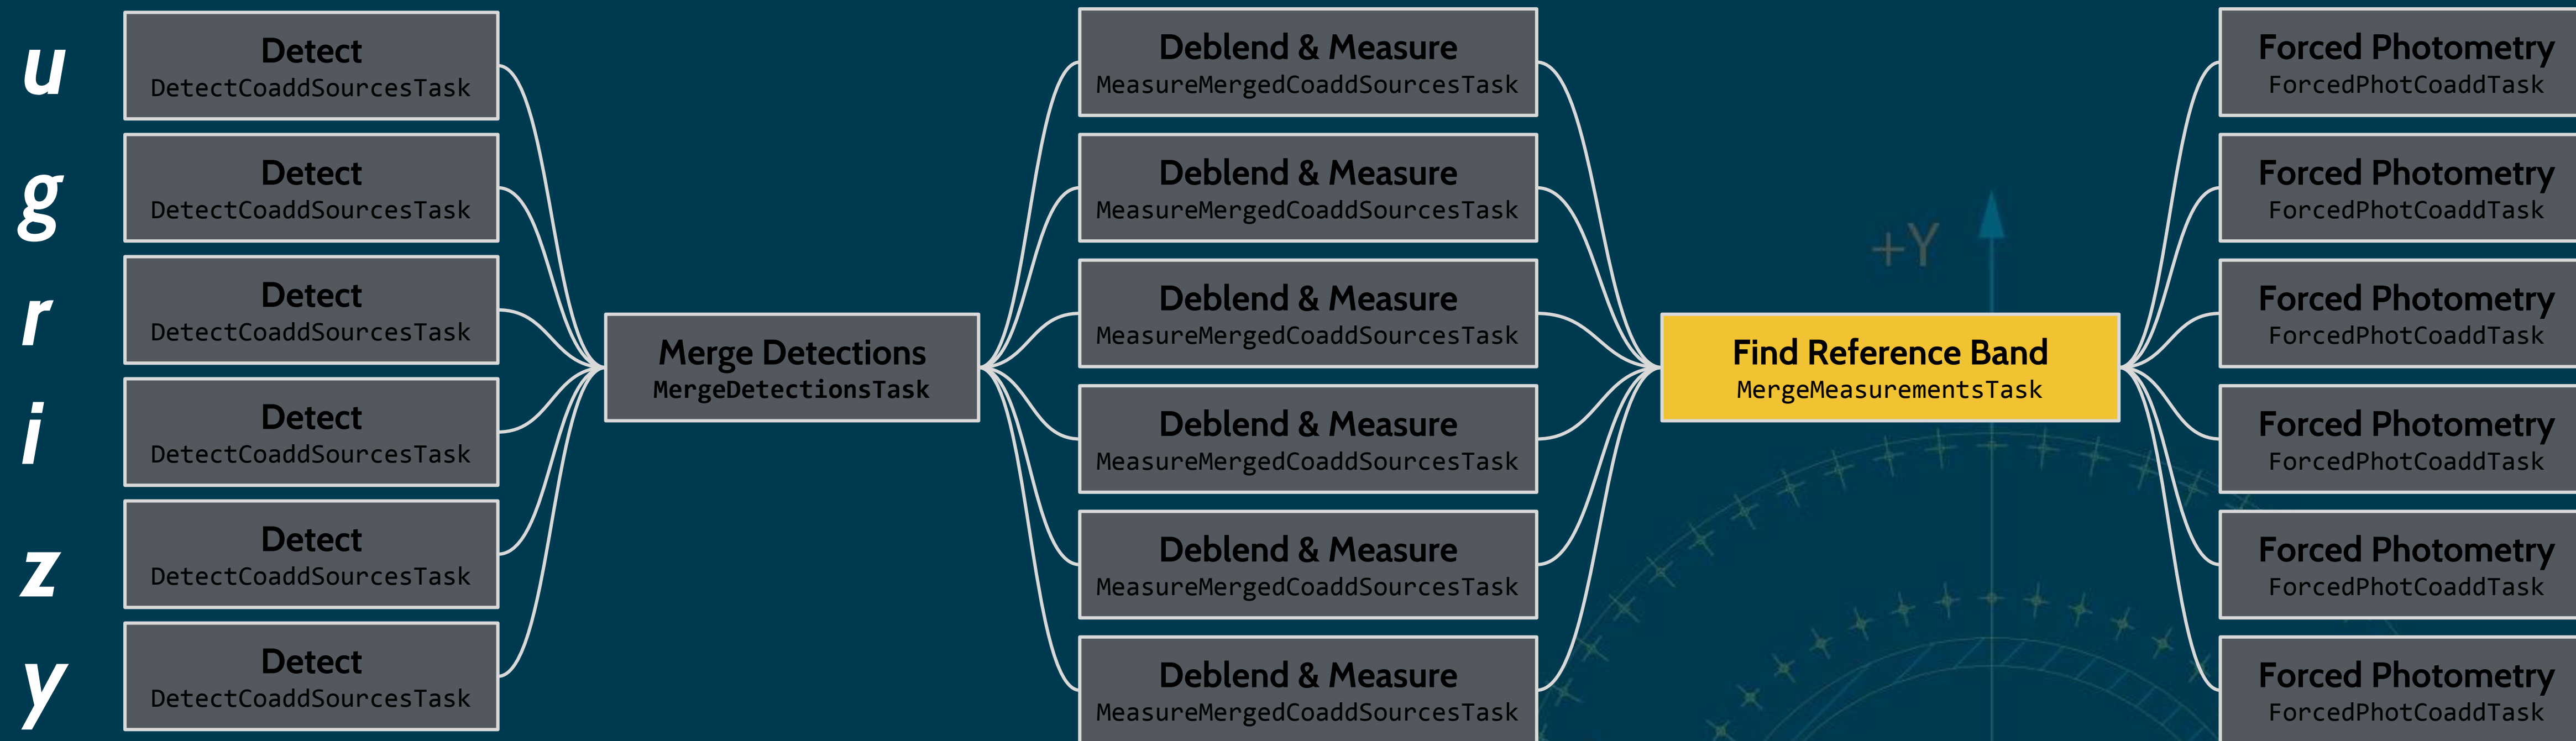 u
Detect
DetectCoaddSourcesTask
g
Detect
DetectCoaddSourcesTask
r
Detect
DetectCoaddSourcesTask
i
Detect
DetectCoaddSourcesTask
z
Detect
DetectCoaddSourcesTask
y
Detect
DetectCoaddSourcesTask
Merge Detections
MergeDetectionsTask
Deblend & Measure
MeasureMergedCoaddSourcesTask
Deblend & Measure
MeasureMergedCoaddSourcesTask
Deblend & Measure
MeasureMergedCoaddSourcesTask
Deblend & Measure
MeasureMergedCoaddSourcesTask
Deblend & Measure
MeasureMergedCoaddSourcesTask
Deblend & Measure
MeasureMergedCoaddSourcesTask
+Y
Find Reference Band
MergeMeasurementsTask
Forced Photometry
ForcedPhotCoaddTask
Forced Photometry
ForcedPhotCoaddTask
Forced Photometry
ForcedPhotCoaddTask
Forced Photometry
ForcedPhotCoaddTask
Forced Photometry
ForcedPhotCoaddTask
Forced Photometry
ForcedPhotCoaddTask